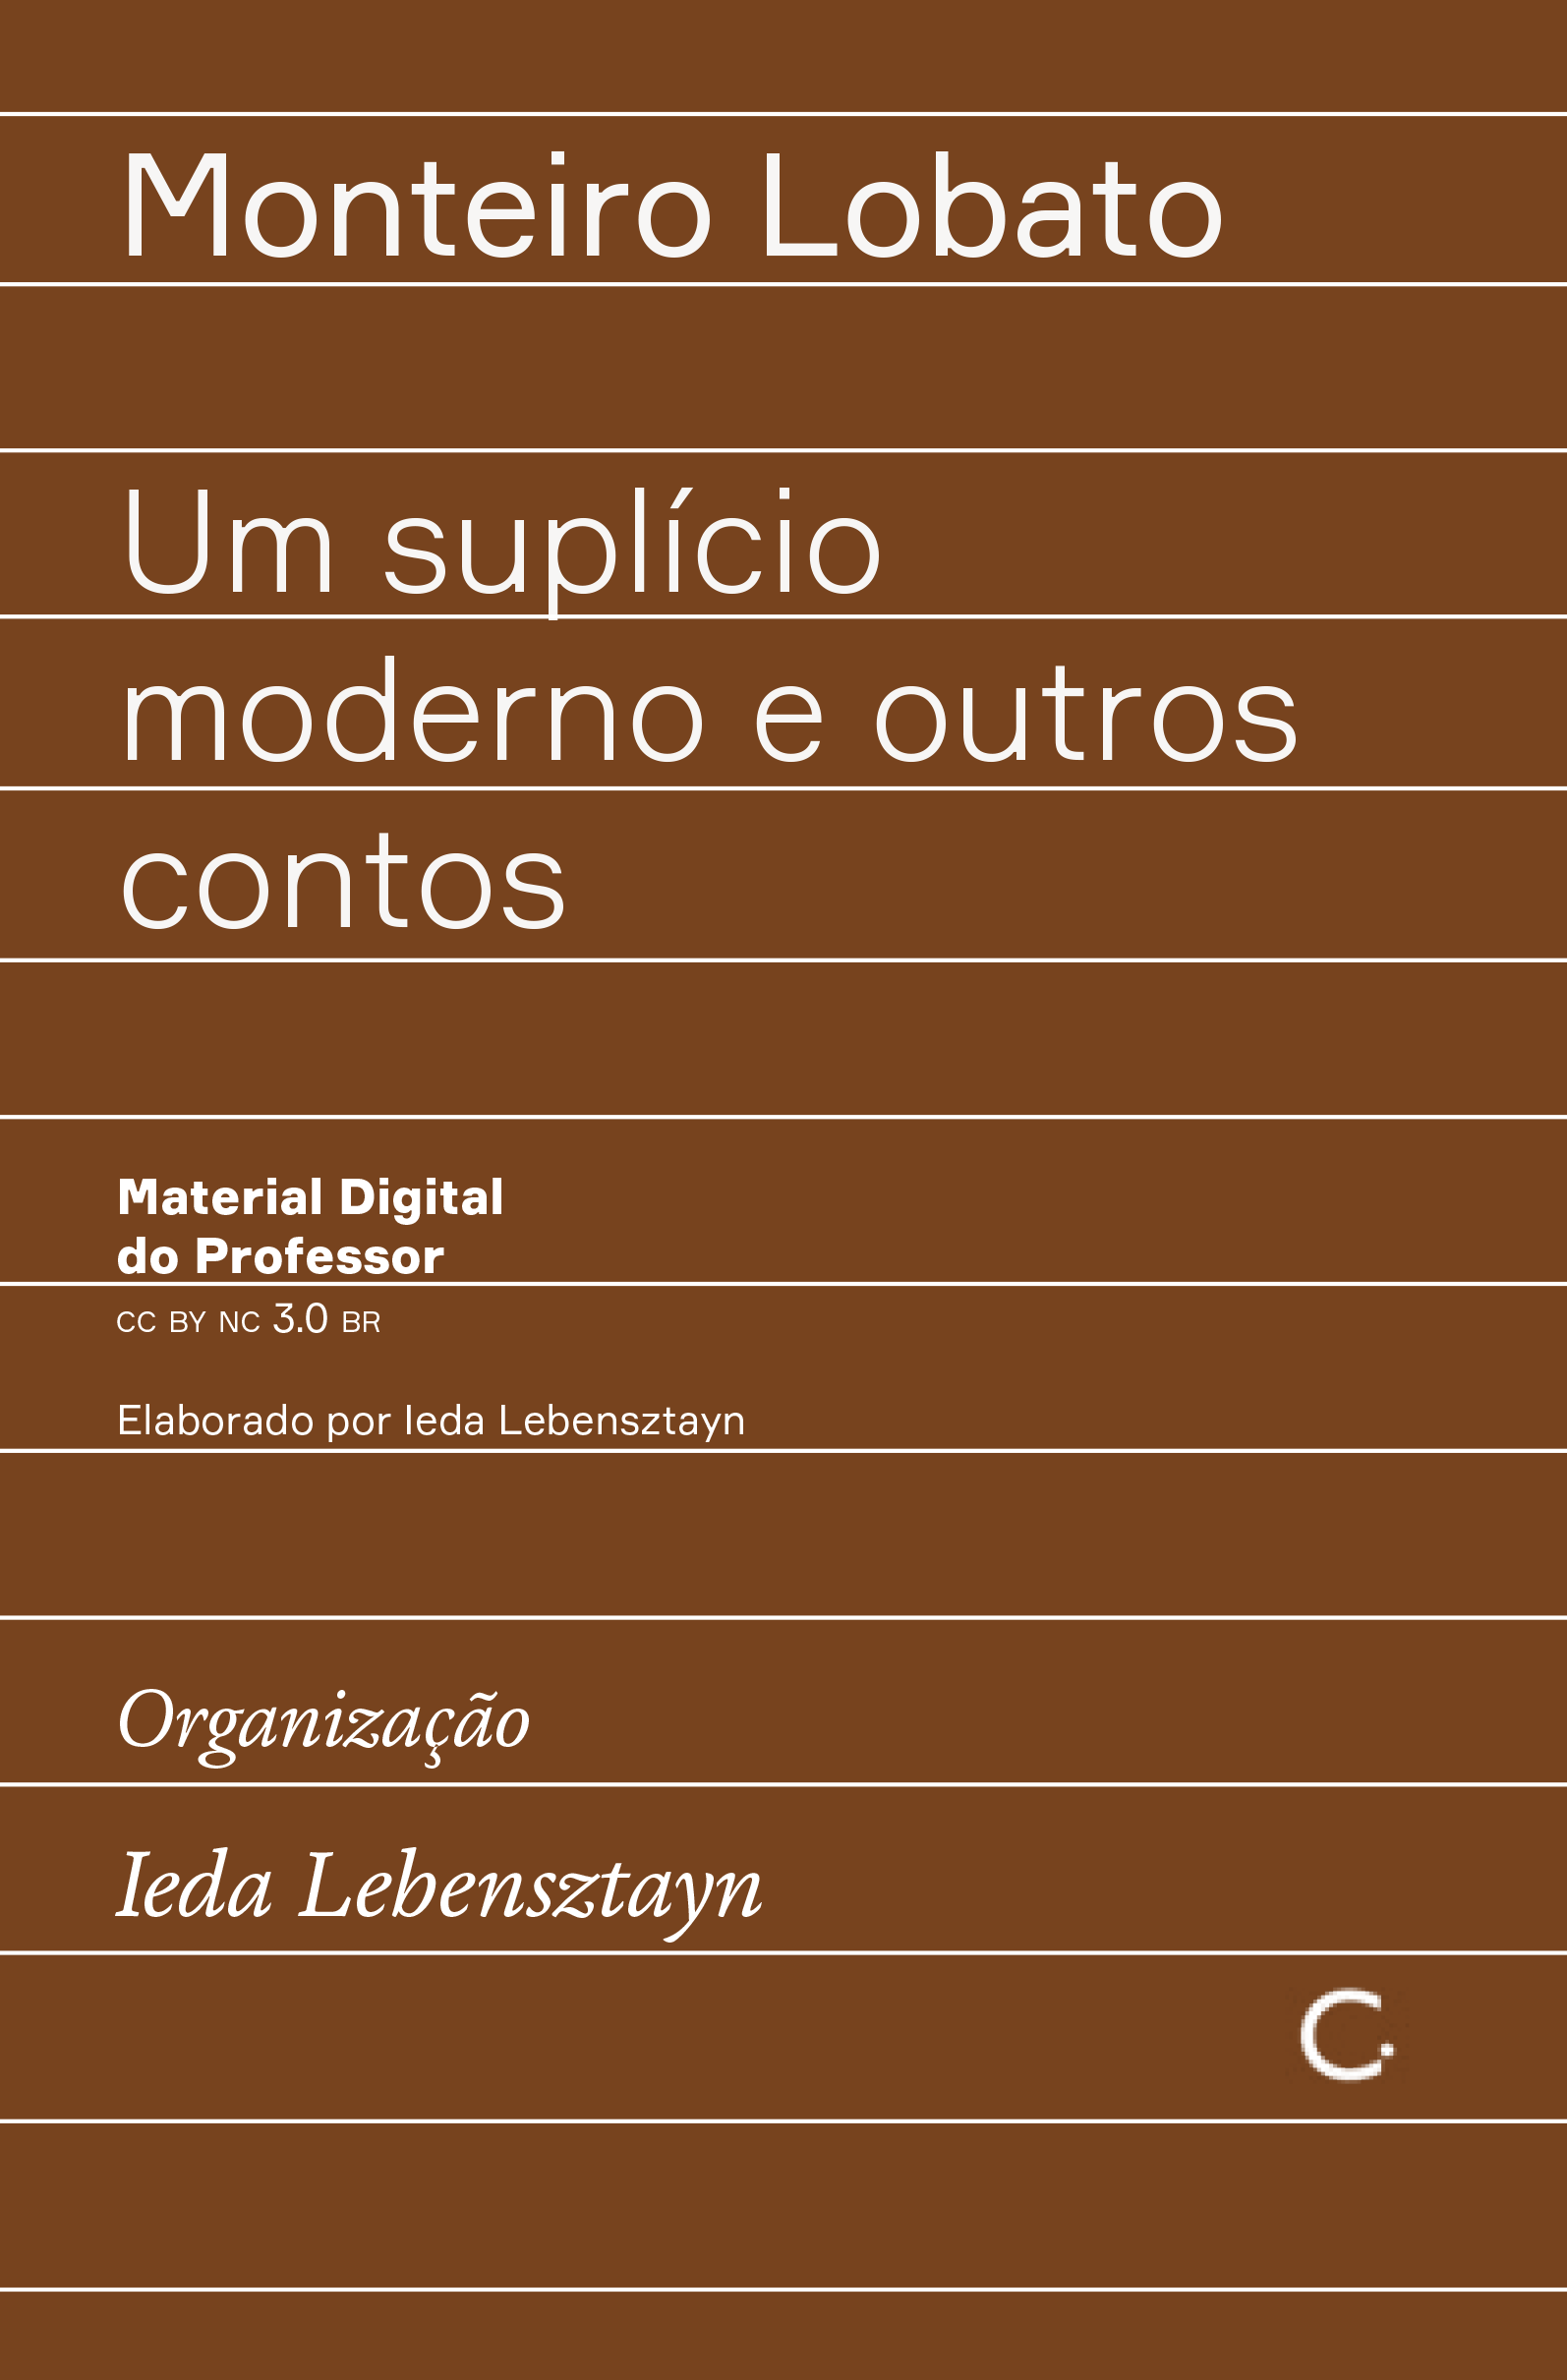 Monteiro Lobato
Um suplício
moderno e outros
contos
Material Digital
do Professor
CC BY NC 3.0 BR
Elaborado por Ieda Lebensztayn
Organização
Ieda Lebensztayn
C.